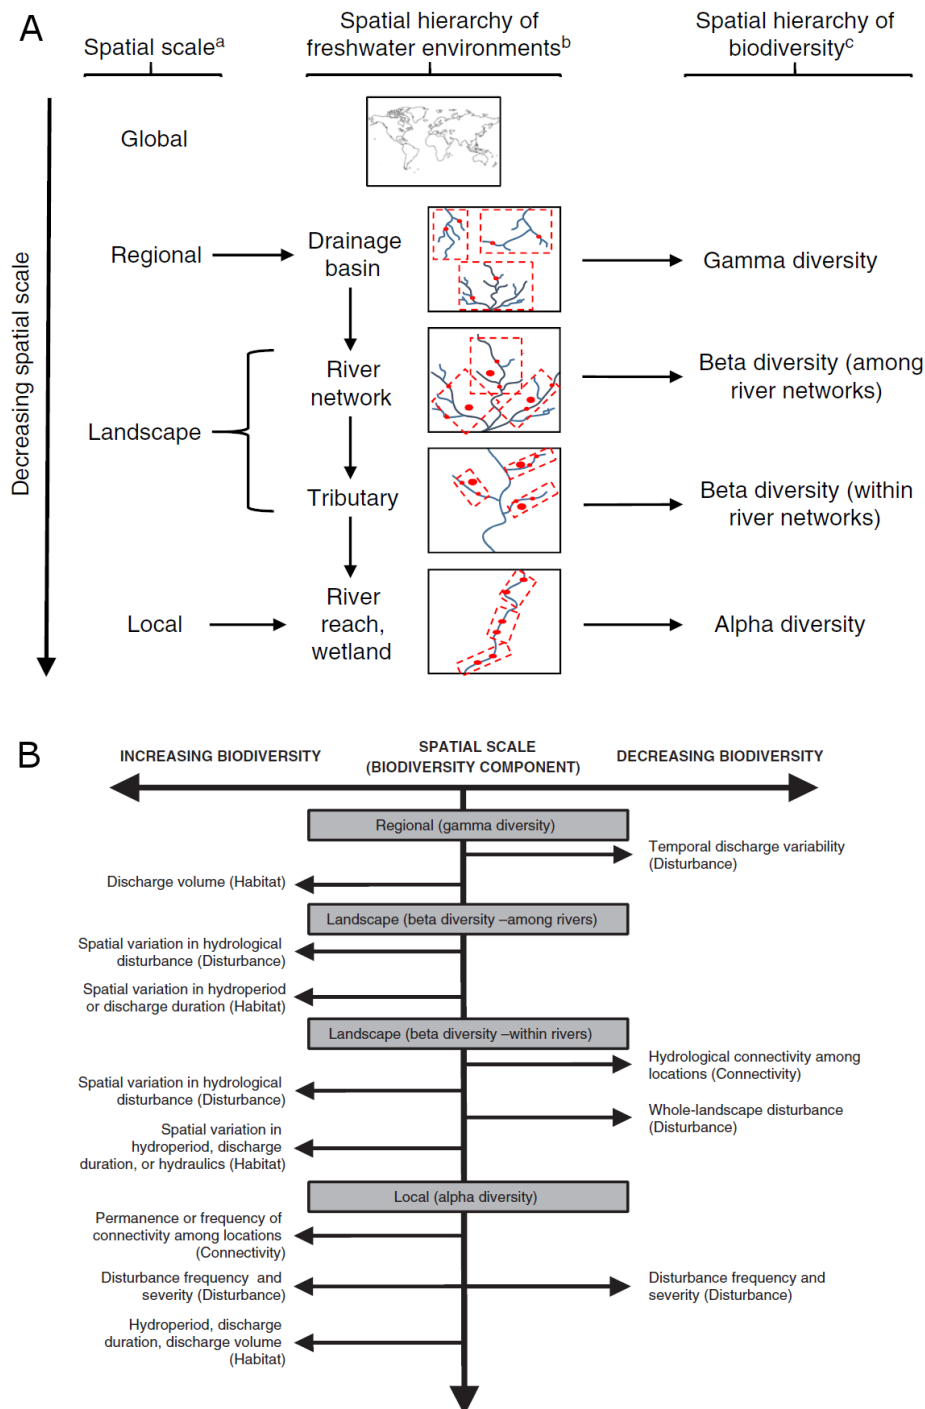 A
Spatial scaleᵃ
Spatial hierarchy of
freshwater environmentsᵇ
Spatial hierarchy of
biodiversityᶜ
Decreasing spatial scale
Global
Regional
Drainage
basin
Gamma diversity
River
network
Beta diversity (among
river networks)
Landscape
Tributary
Beta diversity (within
river networks)
Local
River
reach,
wetland
Alpha diversity
B
INCREASING BIODIVERSITY
SPATIAL SCALE
(BIODIVERSITY COMPONENT)
DECREASING BIODIVERSITY
Regional (gamma diversity)
Temporal discharge variability
(Disturbance)
Discharge volume (Habitat)
Landscape (beta diversity –among rivers)
Spatial variation in hydrological
disturbance (Disturbance)
Spatial variation in hydroperiod
or discharge duration (Habitat)
Landscape (beta diversity –within rivers)
Hydrological connectivity among
locations (Connectivity)
Spatial variation in hydrological
disturbance (Disturbance)
Whole-landscape disturbance
(Disturbance)
Spatial variation in
hydroperiod, discharge
duration, or hydraulics (Habitat)
Local (alpha diversity)
Permanence or frequency of
connectivity among locations
(Connectivity)
Disturbance frequency and
severity (Disturbance)
Disturbance frequency and
severity (Disturbance)
Hydroperiod, discharge
duration, discharge volume
(Habitat)